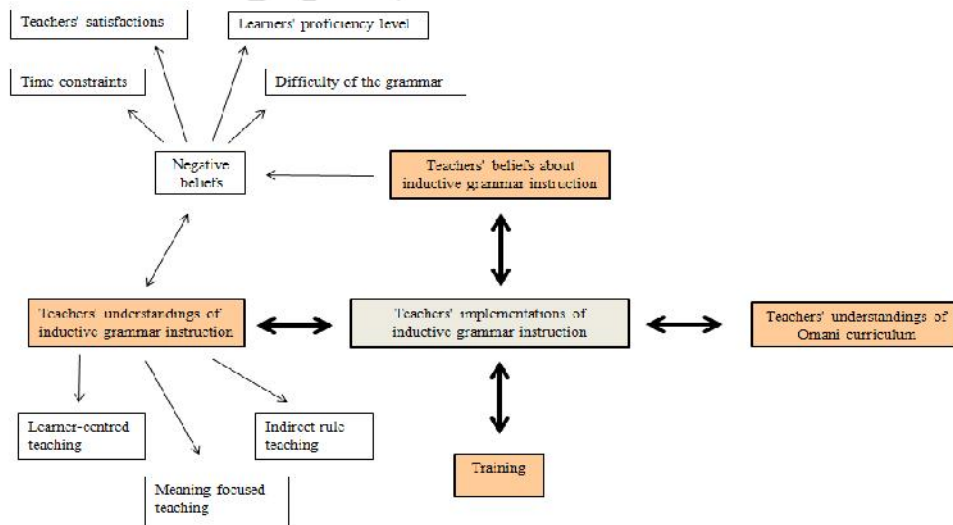 Teachers' satisfactions
Learners' proficiency level
Time constraints
Difficulty of the grammar
Negative
beliefs
Teachers' beliefs about
inductive grammar instruction
Teachers' understandings of
inductive grammar instruction
Teachers' implementations of
inductive grammar instruction
Teachers' understandings of
Omani curriculum
Learner-centred
teaching
Indirect rule
teaching
Meaning focused
teaching
Training